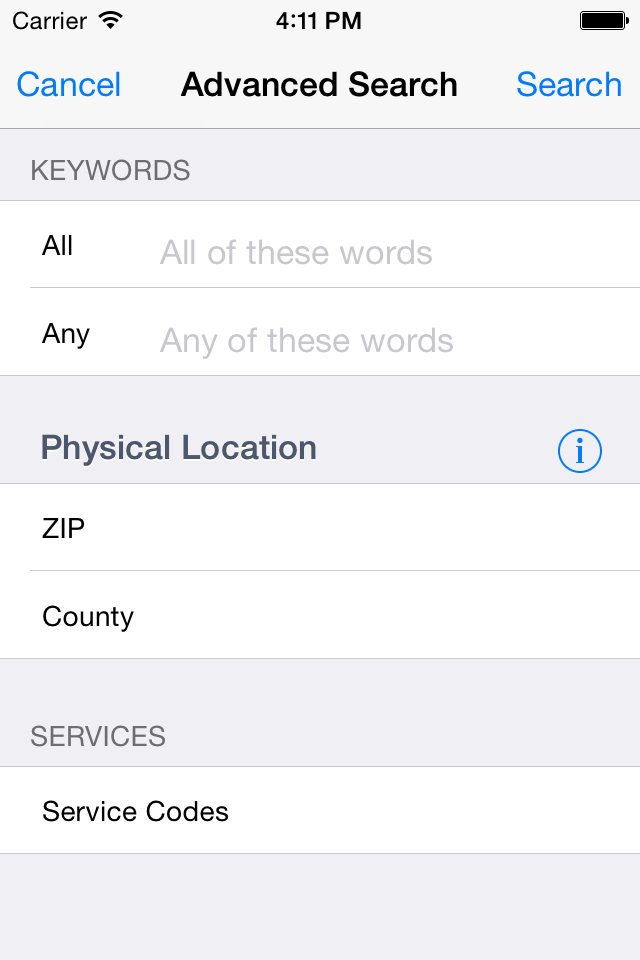 Carrier 4:11 PM
Cancel Advanced Search Search
KEYWORDS
All All of these words
Any Any of these words
Physical Location i
ZIP
County
SERVICES
Service Codes